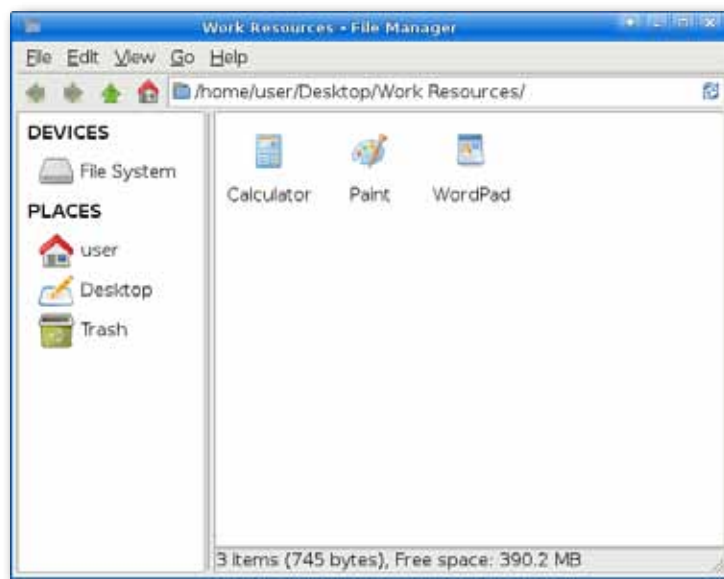 Work Resources - File Manager
File Edit View Go Help
/home/user/Desktop/Work Resources/
DEVICES
File System
PLACES
user
Desktop
Trash
Calculator Paint WordPad
3 items (745 bytes), Free space: 390.2 MB